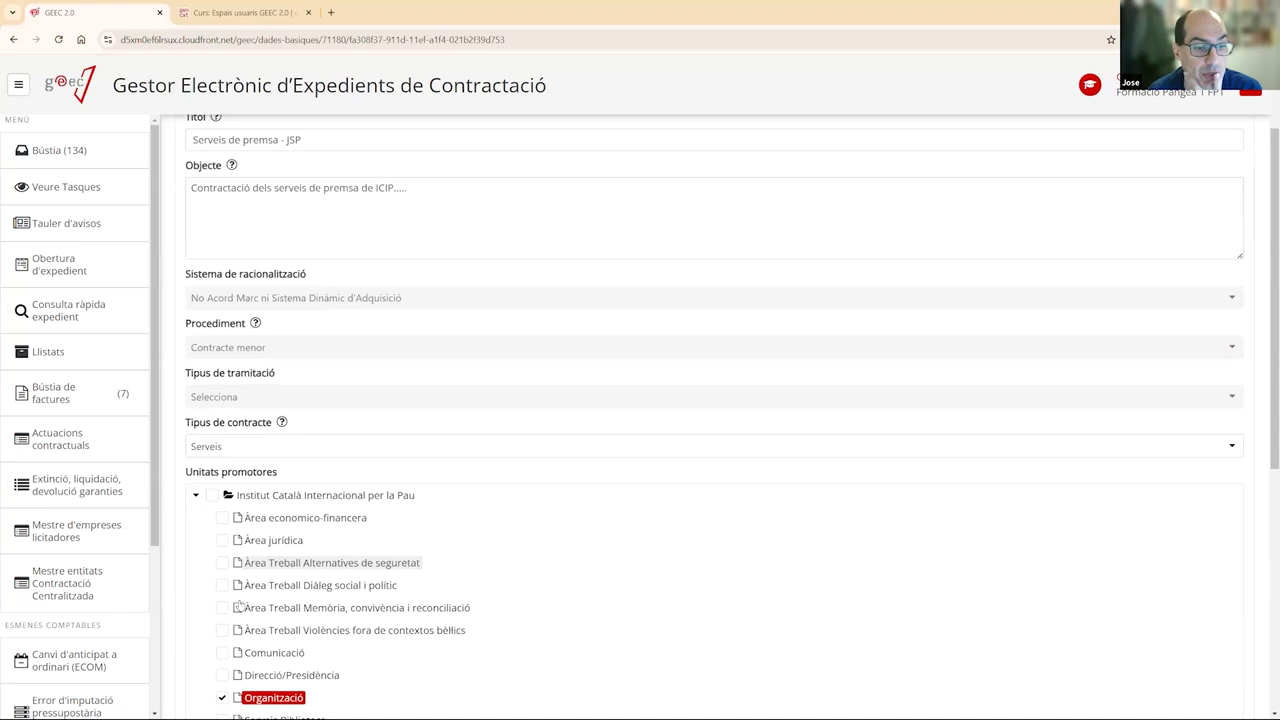 GEEC 2.0
Curs: Espais usuaris GEEC 2.0 | e
d5xm0ef6lrsux.cloudfront.net/geec/dades-basiques/71180/fa308f37-911d-11ef-a1f4-021b2f39d753
geec
Gestor Electrònic d'Expedients de Contractació
Jose
Formació Pangea 1 FP1
MENÚ
Bústia (134)
Veure Tasques
Tauler d'avisos
Obertura
d'expedient
Consulta ràpida
expedient
Llistats
Bústia de
factures
(7)
Actuacions
contractuals
Extinció, liquidació,
devolució garanties
Mestre d'empreses
licitadores
Mestre entitats
Contractació
Centralitzada
ESMENES COMPTABLES
Canvi d'anticipat a
ordinari (ECOM)
Error d'imputació
pressupostària
Títol
Serveis de premsa - JSP
Objecte
Contractació dels serveis de premsa de ICIP.....
Sistema de racionalització
No Acord Marc ni Sistema Dinàmic d'Adquisició
Procediment
Contracte menor
Tipus de tramitació
Selecciona
Tipus de contracte
Serveis
Unitats promotores
Institut Català Internacional per la Pau
Àrea economico-financera
Àrea jurídica
Àrea Treball Alternatives de seguretat
Àrea Treball Diàleg social i polític
Àrea Treball Memòria, convivència i reconciliació
Àrea Treball Violències fora de contextos bèl·lics
Comunicació
Direcció/Presidència
Organització